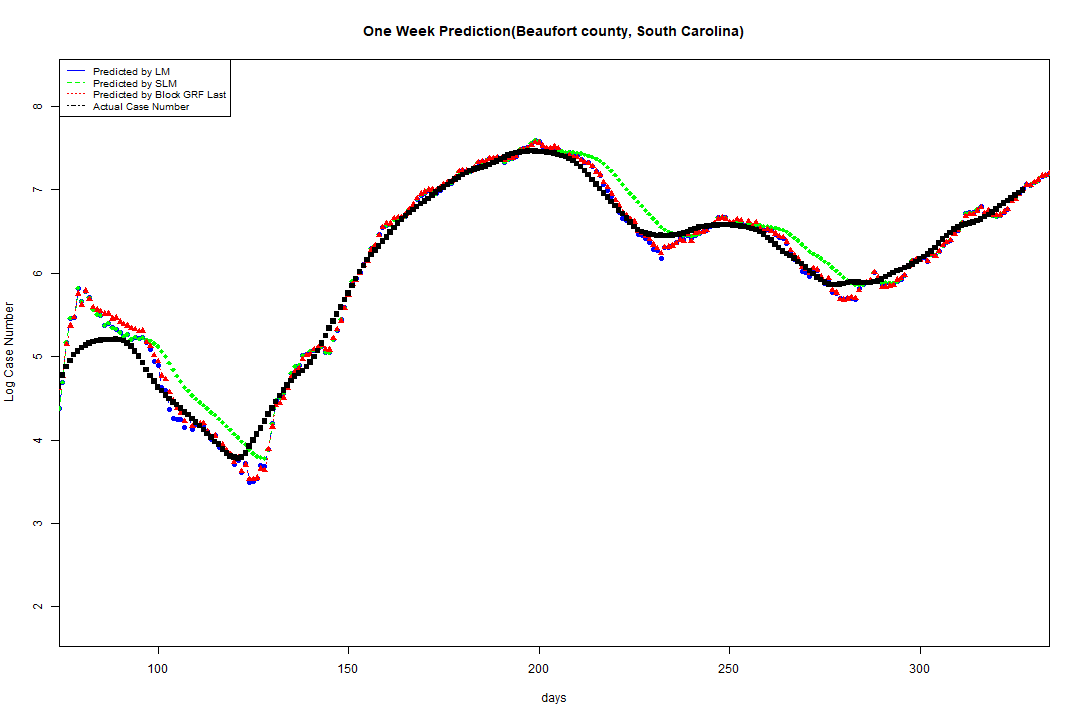 One Week Prediction(Beaufort county, South Carolina)
Predicted by LM
Predicted by SLM
Predicted by Block GRF Last
Actual Case Number
8
7
6
5
4
3
2
Log Case Number
100 150 200 250 300
days